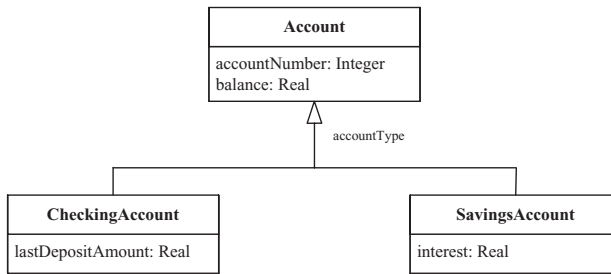 Account
accountNumber: Integer
balance: Real
accountType
CheckingAccount
lastDepositAmount: Real
SavingsAccount
interest: Real